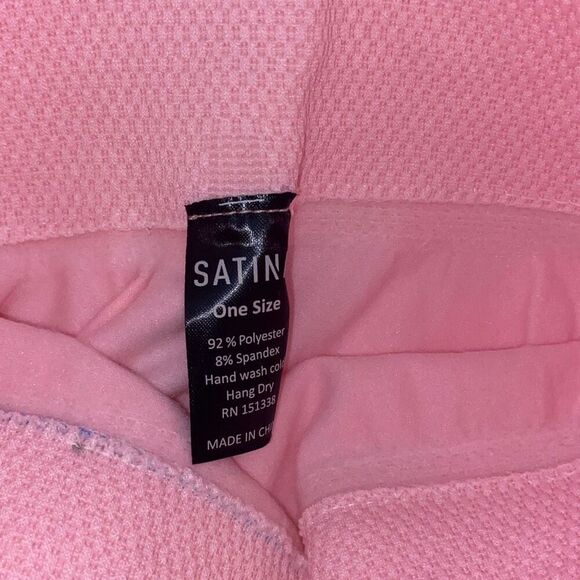 SATIN
One Size
92 % Polyester
8% Spandex
Hand wash
Hang Dry
RN 151338
MADE IN